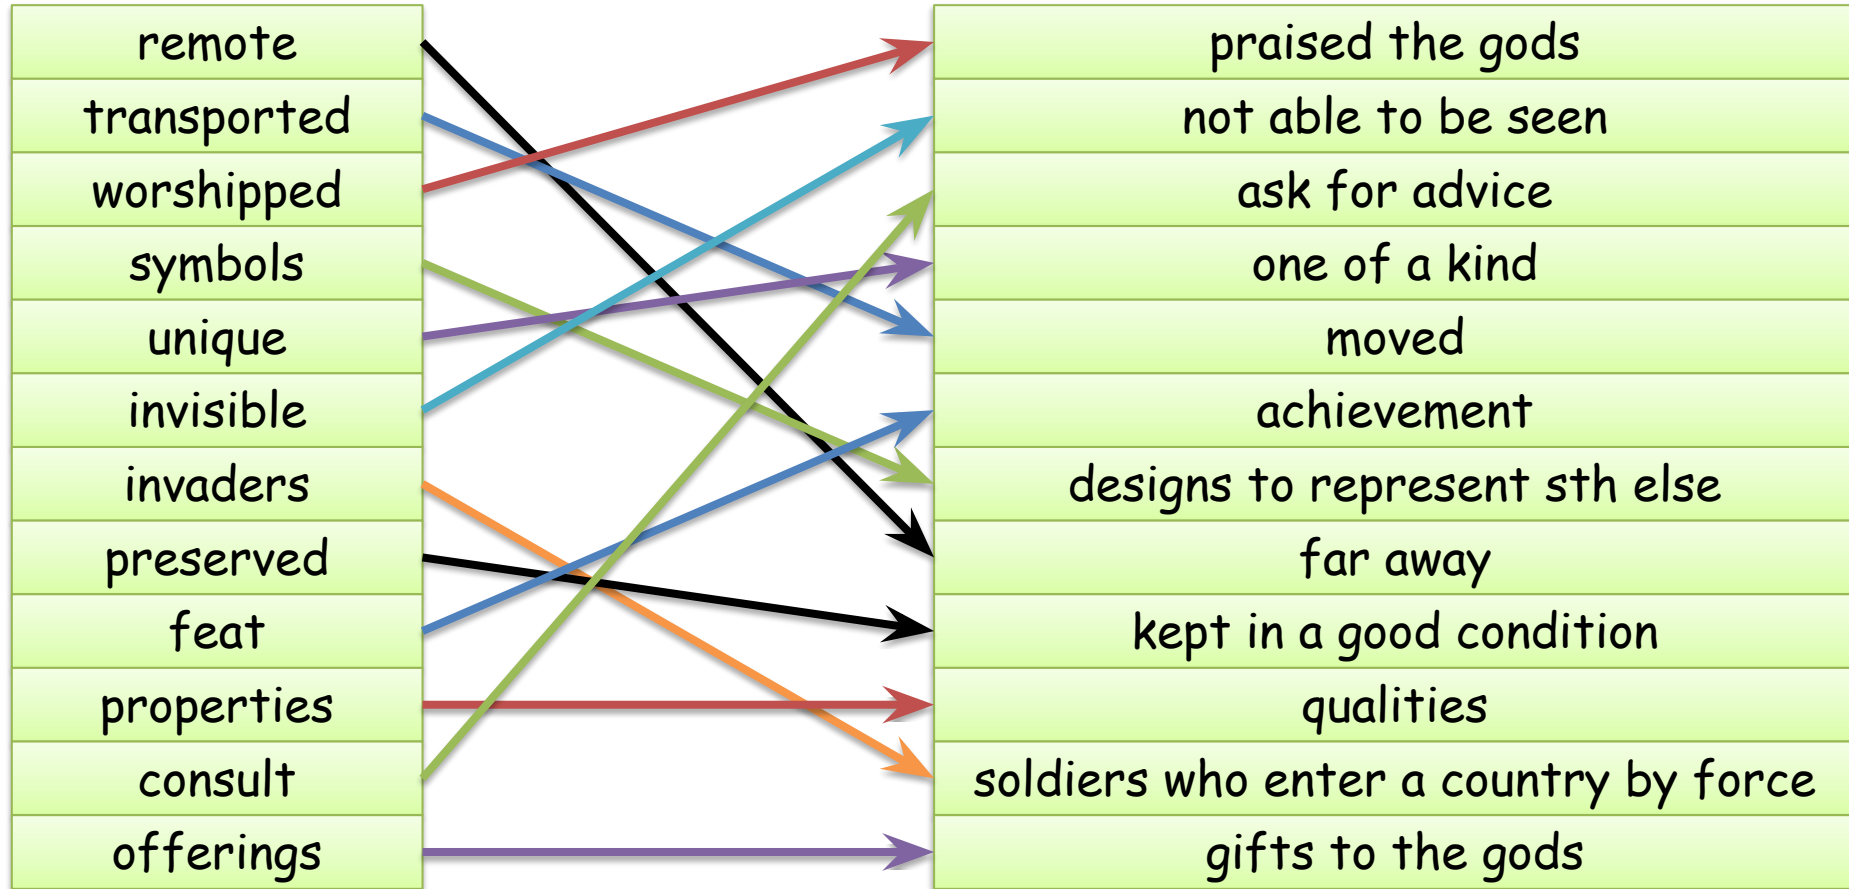 remote
transported
worshipped
symbols
unique
invisible
invaders
preserved
feat
properties
consult
offerings
praised the gods
not able to be seen
ask for advice
one of a kind
moved
achievement
designs to represent sth else
far away
kept in a good condition
qualities
soldiers who enter a country by force
gifts to the gods